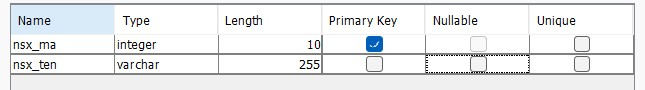 Name Type Length Primary Key Nullable Unique
nsx_ma integer 10
nsx_ten varchar 255